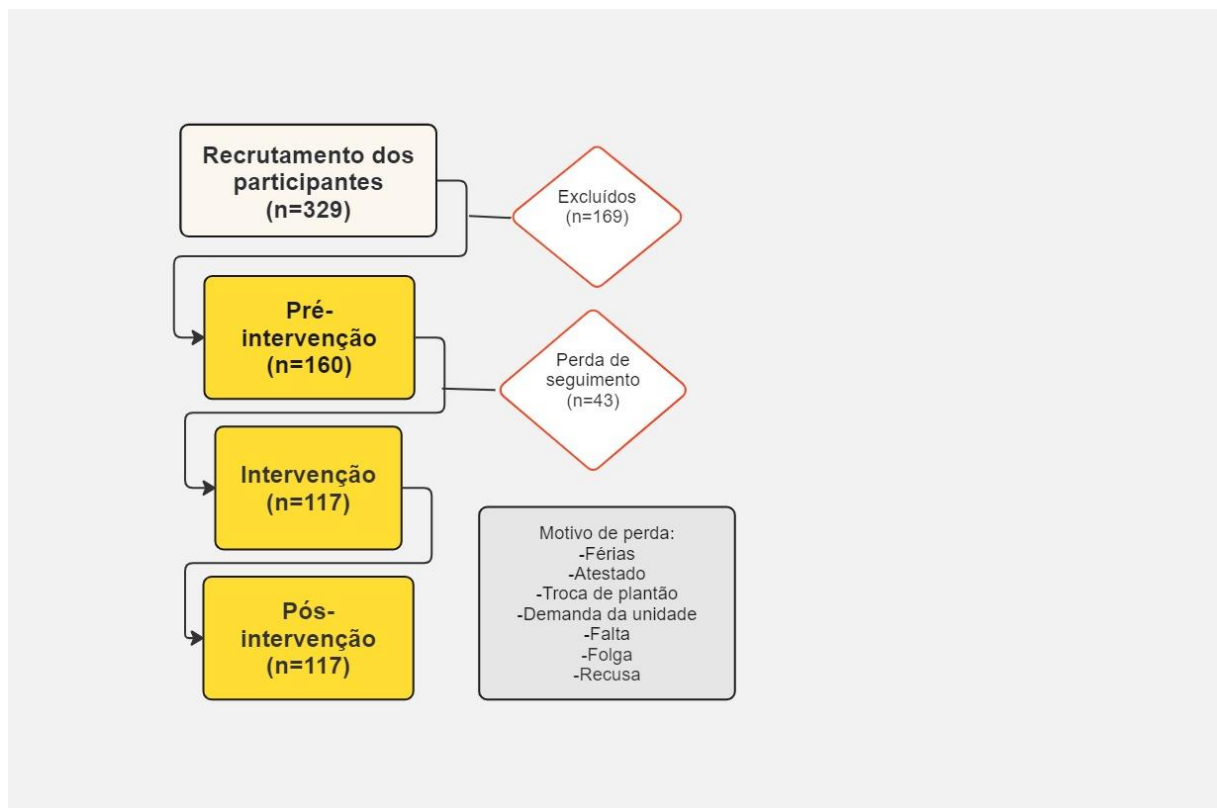 Recrutamento dos
participantes
(n=329)
Excluídos
(n=169)
Pré-
intervenção
(n=160)
Perda de
seguimento
(n=43)
Intervenção
(n=117)
Motivo de perda:
-Férias
-Atestado
-Troca de plantão
-Demanda da unidade
-Falta
-Folga
-Recusa
Pós-
intervenção
(n=117)